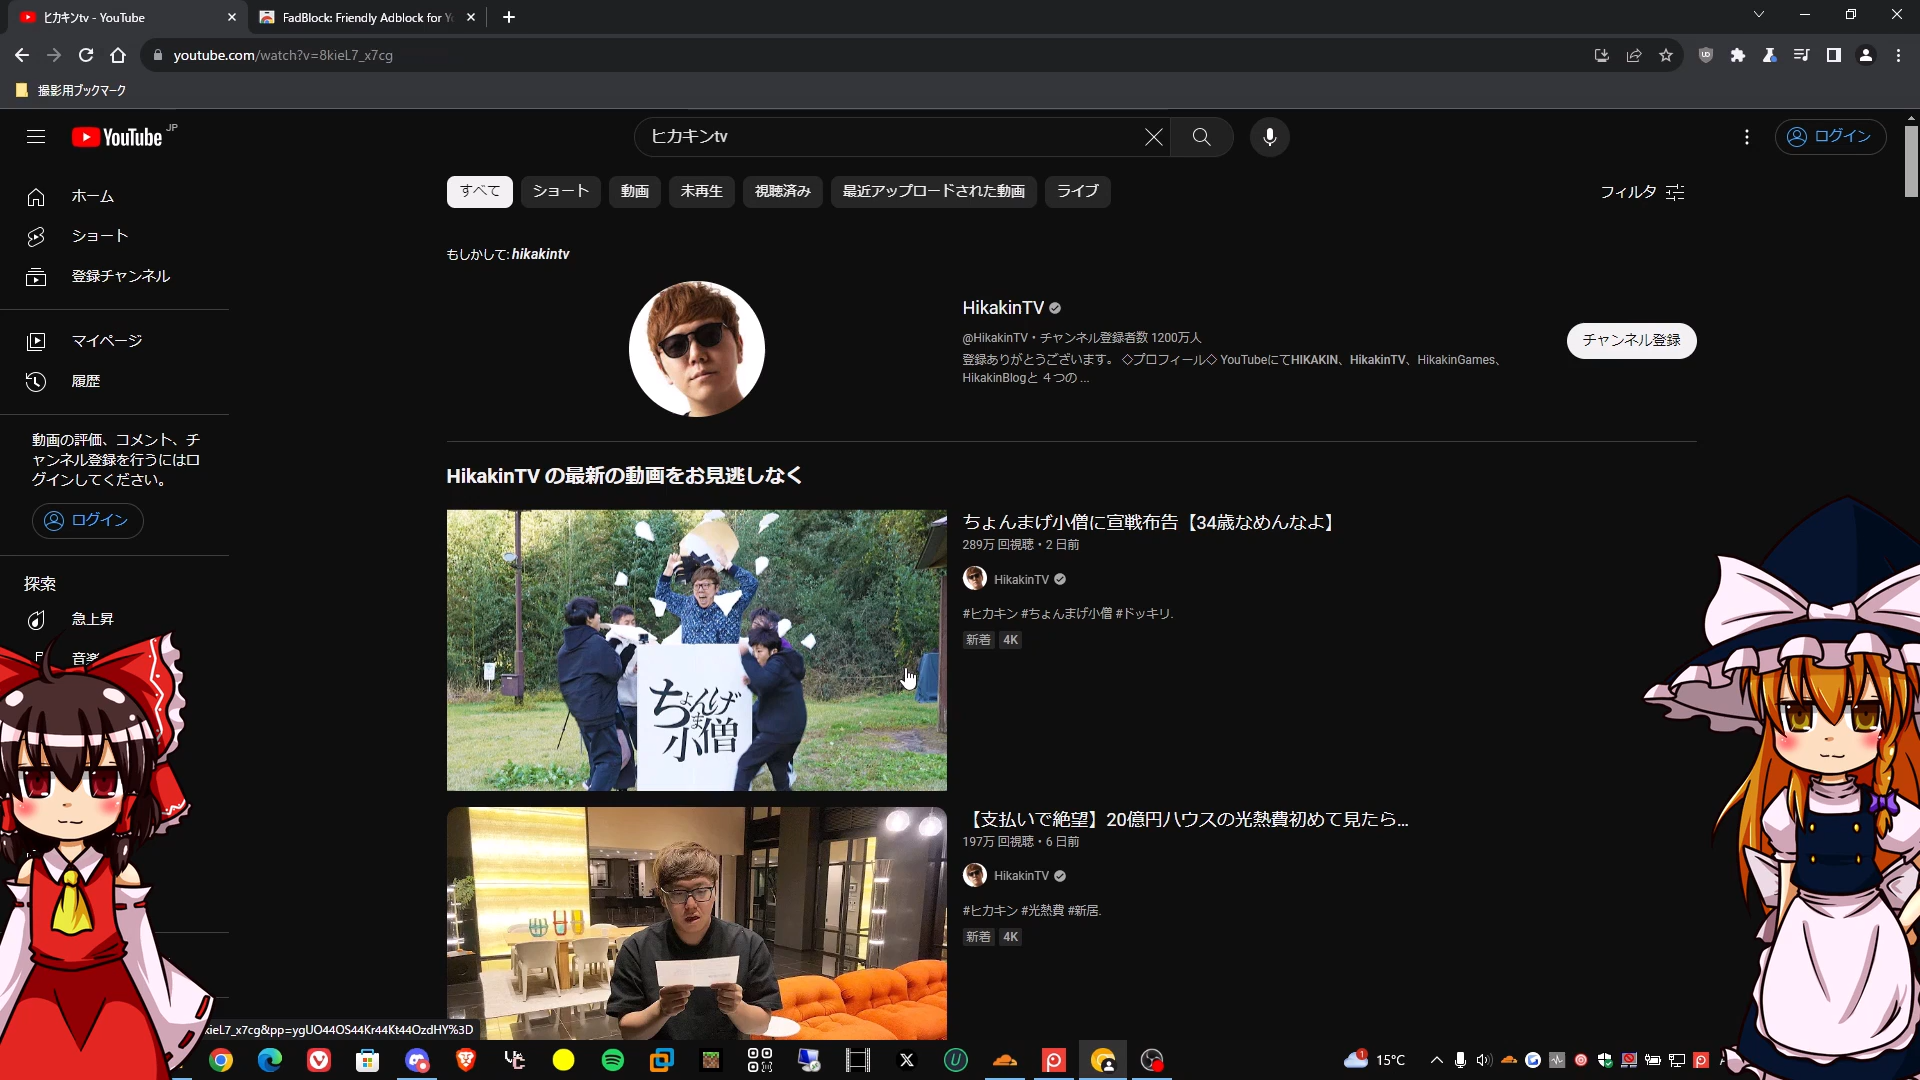 ヒカキンtv - YouTube
FadBlock: Friendly Adblock for Yo
youtube.com/watch?v=8kieL7_x7cg
撮影用ブックマーク
YouTube JP
ヒカキンtv
ログイン
ホーム
ショート
登録チャンネル
マイページ
履歴
動画の評価、コメント、チ
ャンネル登録を行うにはロ
グインしてください。
ログイン
探索
急上昇
音楽
すべて
ショート
動画
未再生
視聴済み
最近アップロードされた動画
ライブ
フィルタ
もしかして: hikakintv
HikakinTV
@HikakinTV・チャンネル登録者数 1200万人
登録ありがとうございます。 ◇プロフィール◇ YouTubeにてHIKAKIN、HikakinTV、HikakinGames、
HikakinBlogと ４つの ...
チャンネル登録
HikakinTV の最新の動画をお見逃しなく
ちょんまげ小僧
ちょんまげ小僧に宣戦布告【34歳なめんなよ】
289万 回視聴・2 日前
HikakinTV
#ヒカキン #ちょんまげ小僧 #ドッキリ.
新着 4K
【支払いで絶望】20億円ハウスの光熱費初めて見たら...
197万 回視聴・6 日前
HikakinTV
#ヒカキン #光熱費 #新居.
新着 4K
kieL7_x7cg&pp=ygUO44OS44Kr44Kt44OzdHY%3D
1
15°C